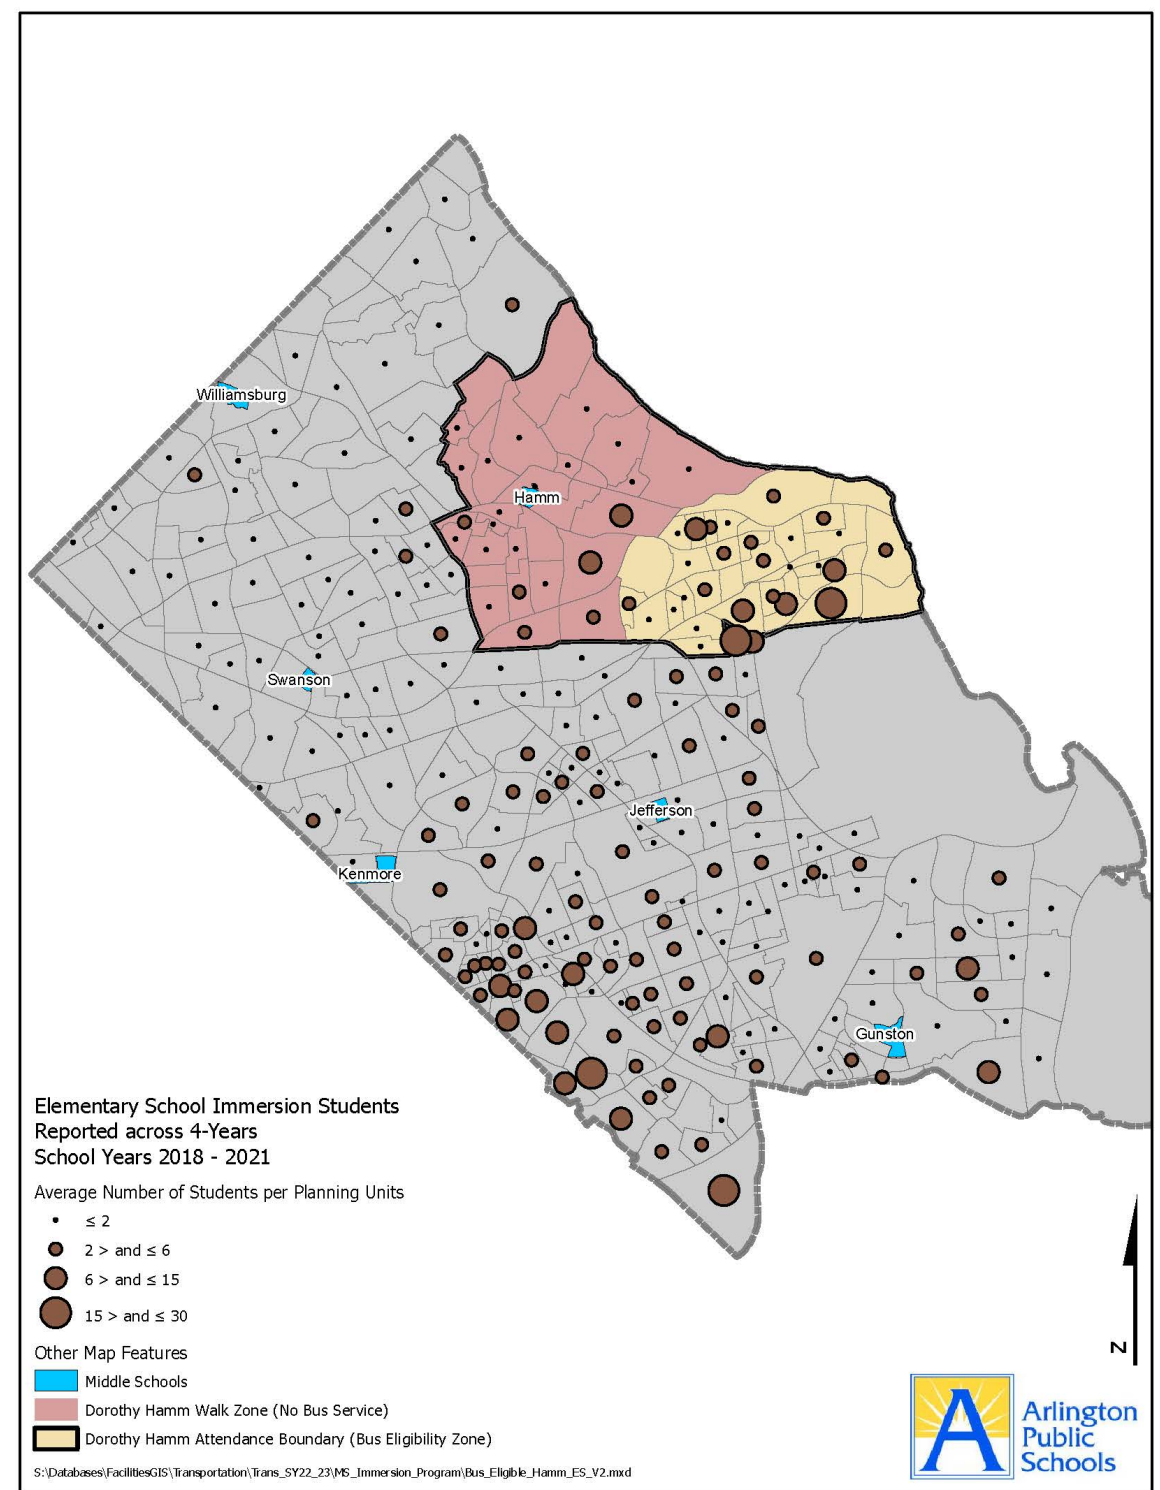 Williamsburg
Hamm
Swanson
Jefferson
Kenmore
Gunston
Elementary School Immersion Students
Reported across 4-Years
School Years 2018 - 2021
Average Number of Students per Planning Units
≤ 2
2 > and ≤ 6
6 > and ≤ 15
15 > and ≤ 30
Other Map Features
Middle Schools
Dorothy Hamm Walk Zone (No Bus Service)
Dorothy Hamm Attendance Boundary (Bus Eligibility Zone)
S:\Databases\FacilitiesGIS\Transportation\Trans_SY22_23\MS_Immersion_Program\Bus_Eligible_Hamm_ES_V2.mxd
N
A
Arlington
Public
Schools